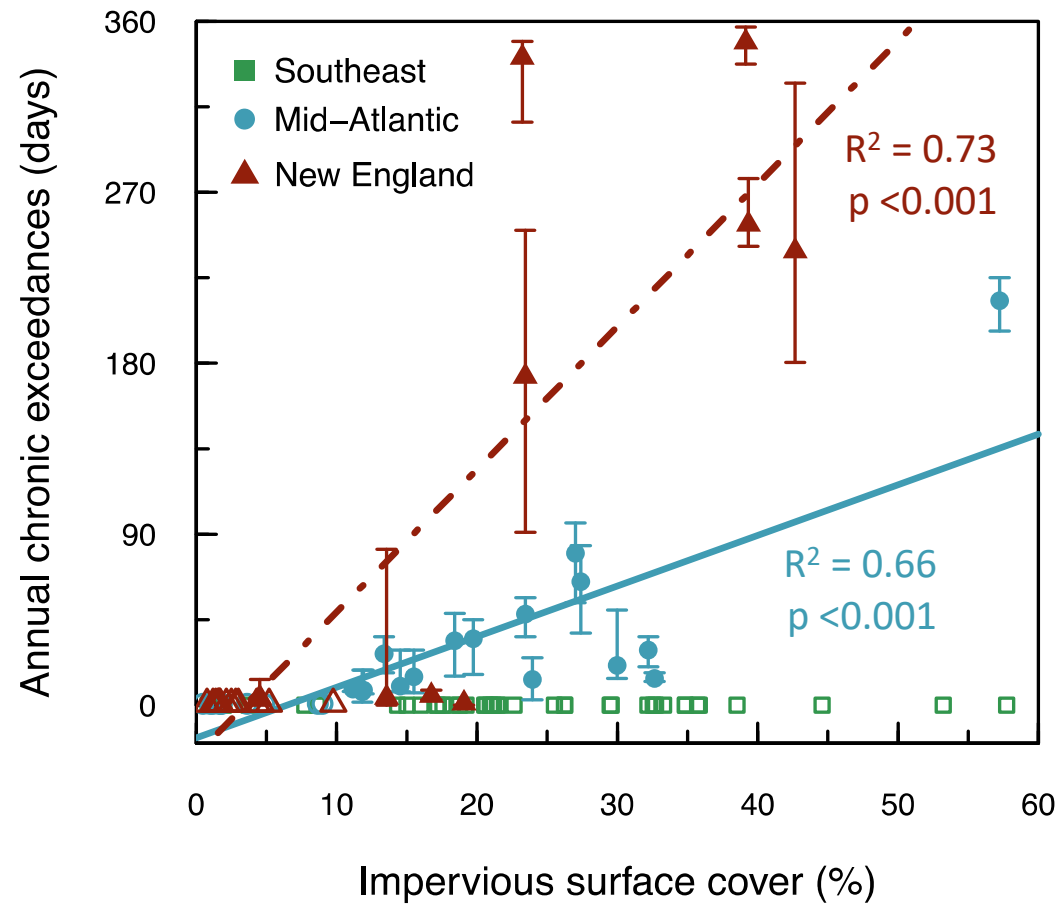 Annual chronic exceedances (days)
360
270
180
90
0
Southeast
Mid−Atlantic
New England
R² = 0.73
p <0.001
R² = 0.66
p <0.001
0 10 20 30 40 50 60
Impervious surface cover (%)